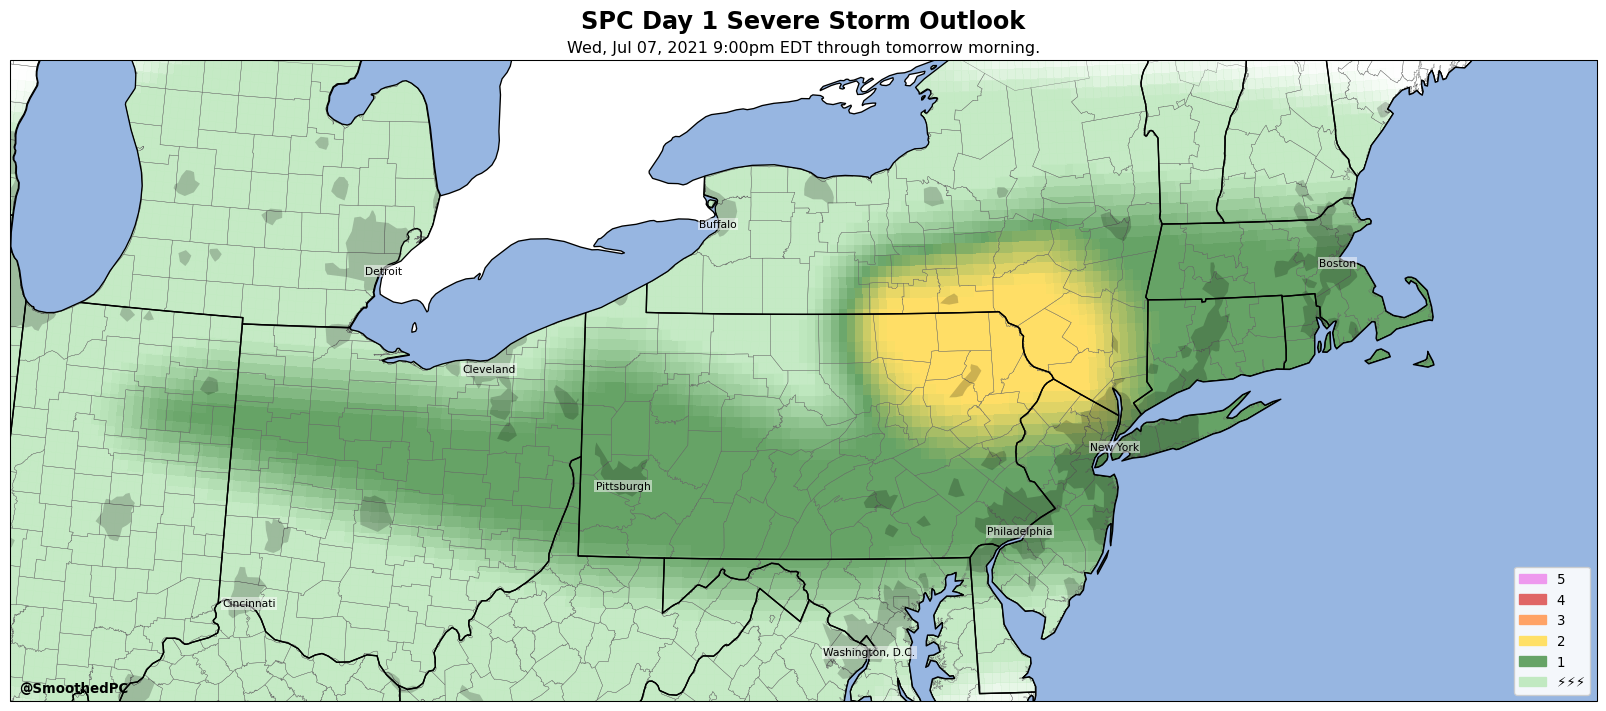 SPC Day 1 Severe Storm Outlook
Wed, Jul 07, 2021 9:00pm EDT through tomorrow morning.
Buffalo
Boston
Detroit
Cleveland
New York
Pittsburgh
Philadelphia
Cincinnati
Washington, D.C.
5
4
3
2
1
⚡⚡⚡
@SmoothedPC